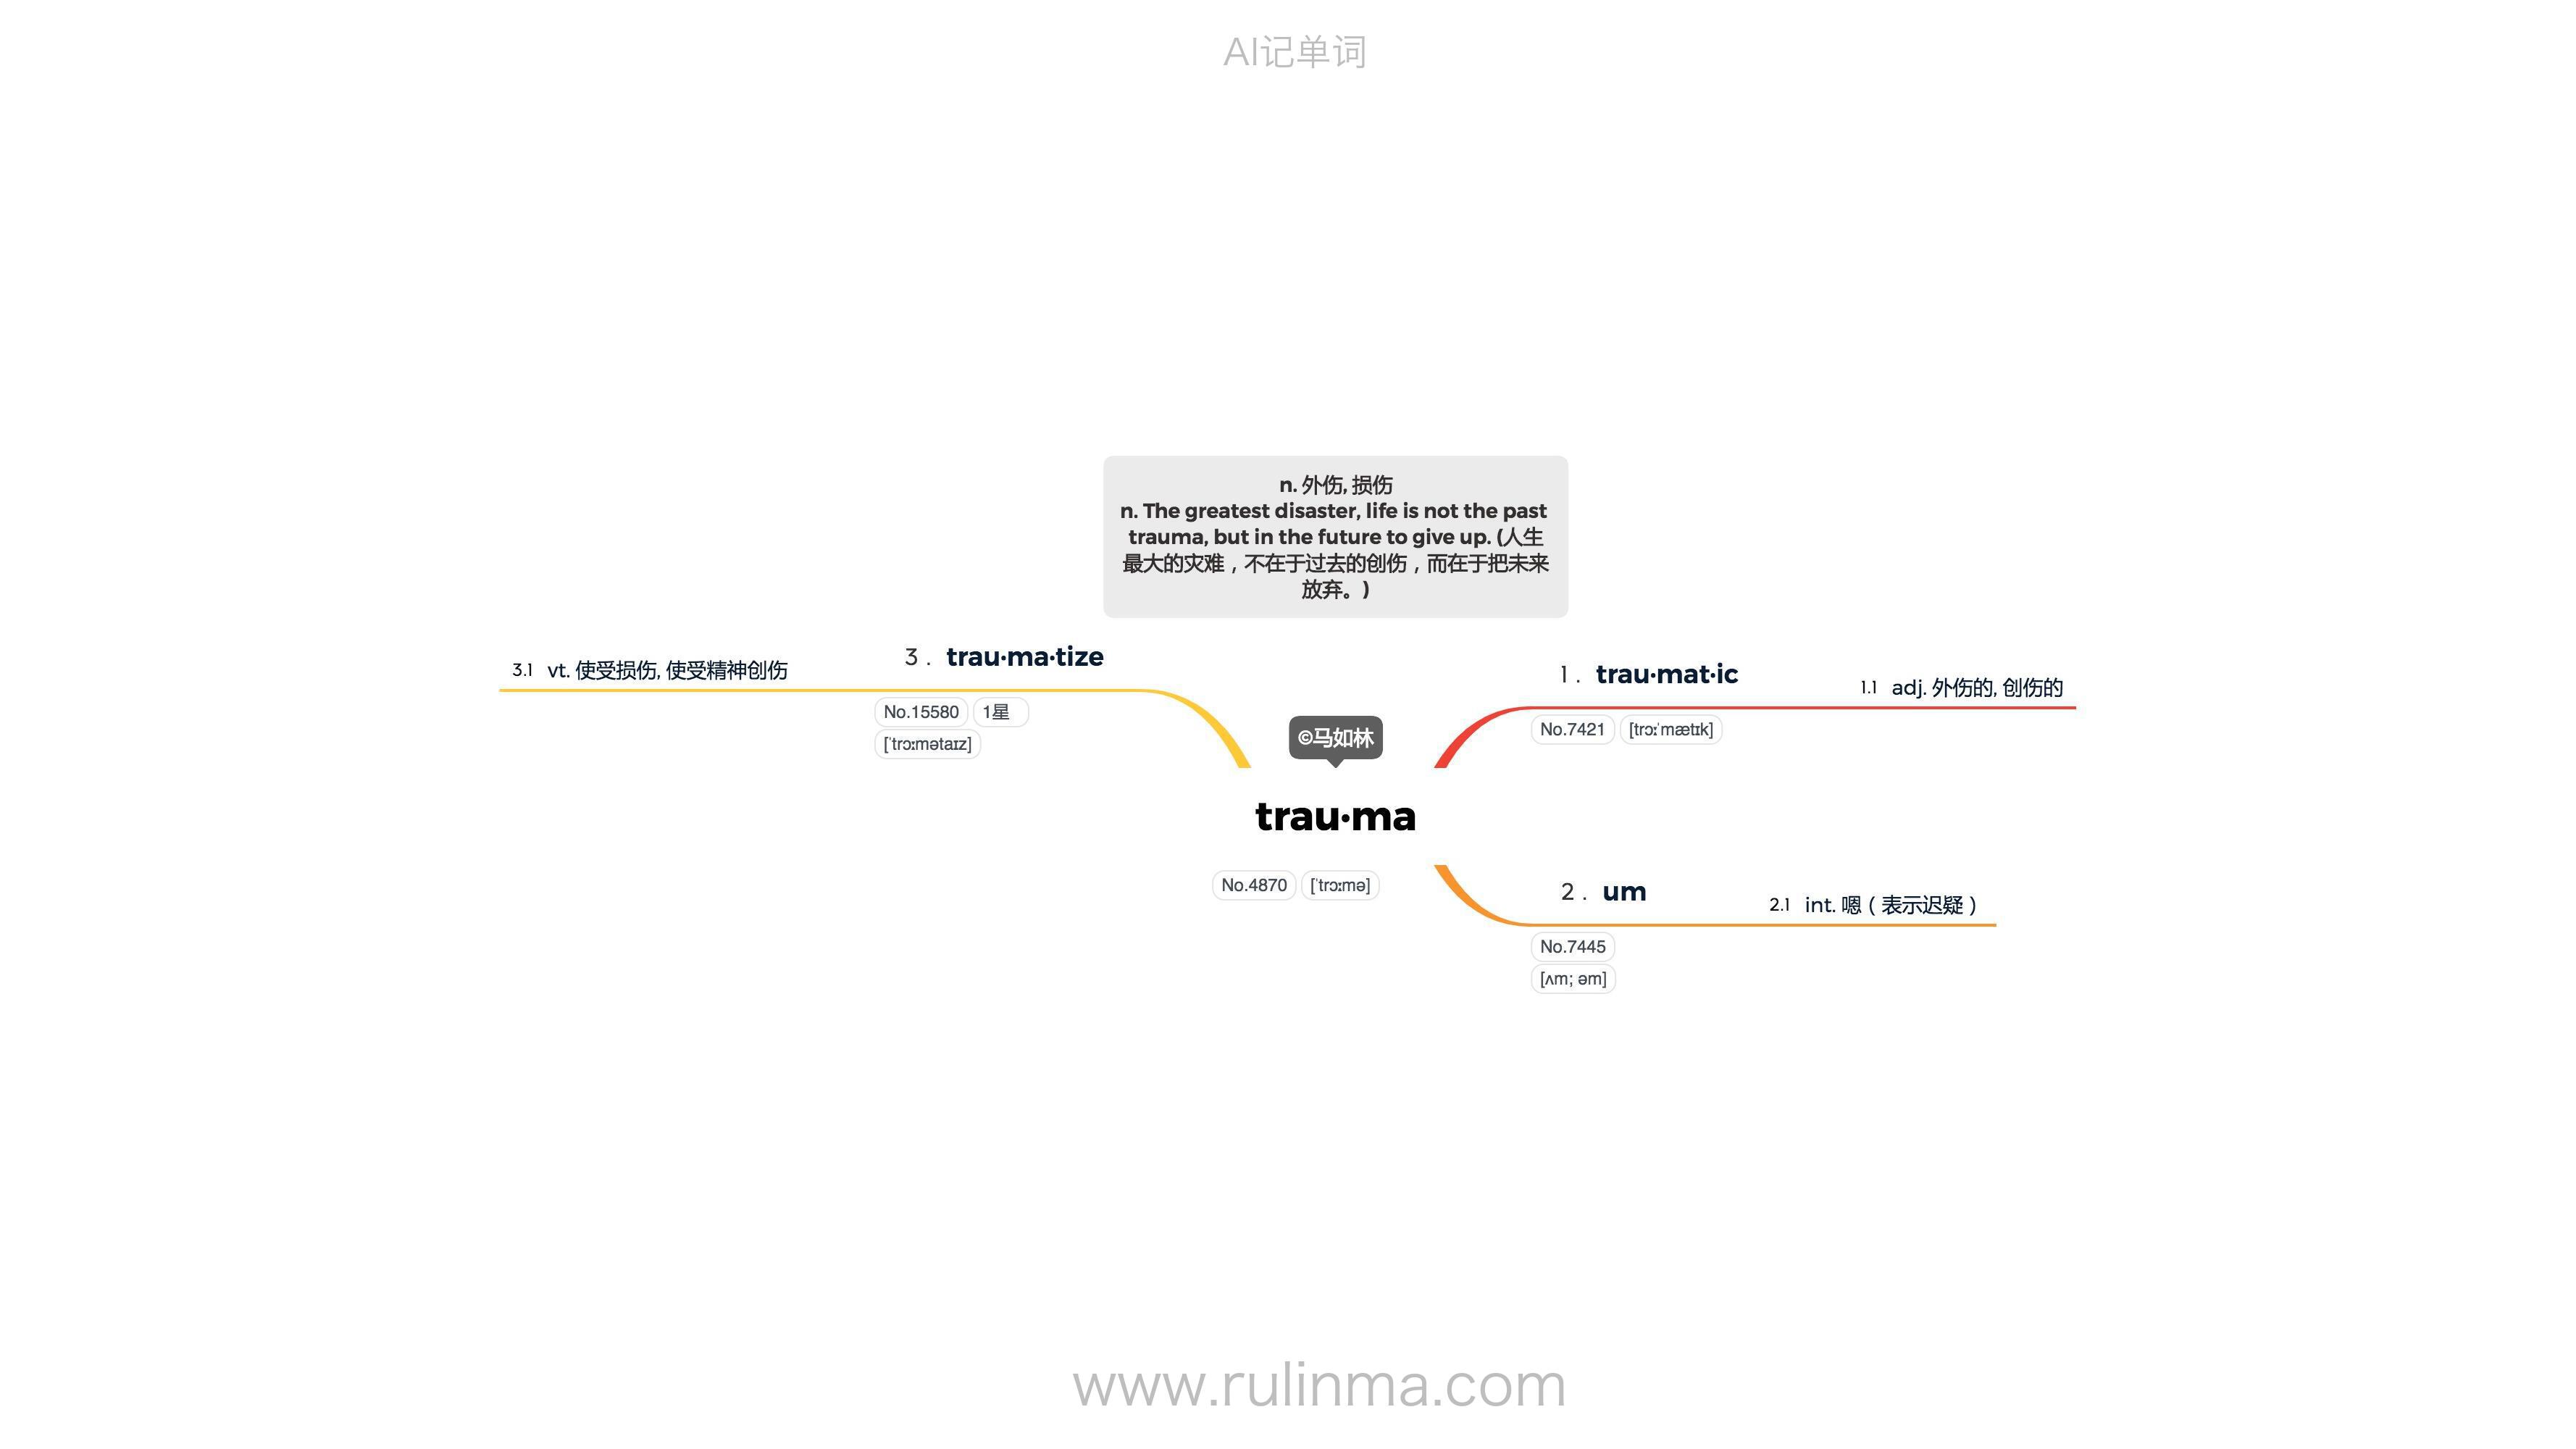 AI记单词
n. 外伤, 损伤
n. The greatest disaster, life is not the past
trauma, but in the future to give up. (人生
最大的灾难，不在于过去的创伤，而在于把未来
放弃。)
3 . trau·ma·tize
3.1 vt. 使受损伤, 使受精神创伤
No.15580 1星
[ˈtrɔːmətaɪz]
1 . trau·mat·ic
1.1 adj. 外伤的, 创伤的
No.7421 [trɔːˈmætɪk]
©马如林
trau·ma
No.4870 [ˈtrɔːmə]
2 . um
2.1 int. 嗯（表示迟疑）
No.7445
[ʌm; əm]
www.rulinma.com